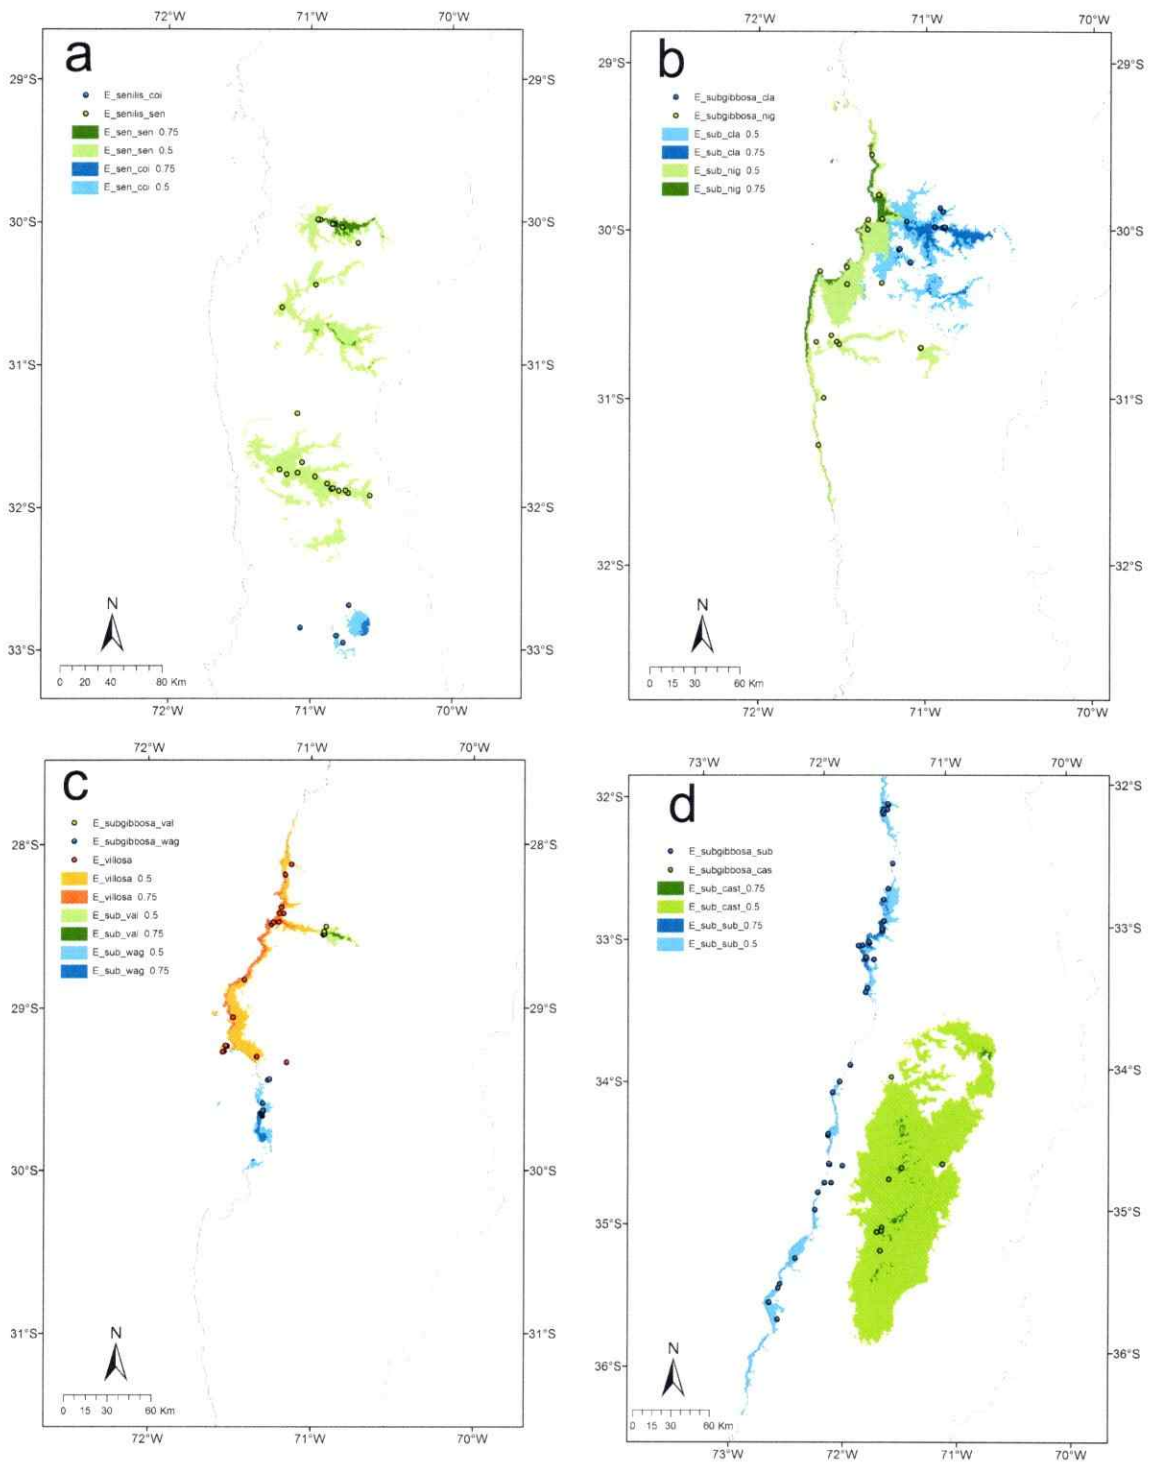 72°W 71°W 70°W
a
29°S 29°S
E_senilis_coi
E_senilis_sen
E_sen_sen 0.75
E_sen_sen 0.5
E_sen_coi 0.75
E_sen_coi 0.5
30°S 30°S
31°S 31°S
32°S 32°S
N
33°S 33°S
0 20 40 80 Km
72°W 71°W 70°W
72°W 71°W 70°W
b
29°S 29°S
E_subgibbosa_cla
E_subgibbosa_nig
E_sub_cla 0.5
E_sub_cla 0.75
E_sub_nig 0.5
E_sub_nig 0.75
30°S 30°S
31°S 31°S
32°S 32°S
N
0 15 30 60 Km
72°W 71°W 70°W
72°W 71°W 70°W
c
E_subgibbosa_val
E_subgibbosa_wag
28°S 28°S
E_villosa
E_villosa 0.5
E_villosa 0.75
E_sub_val 0.5
E_sub_val 0.75
E_sub_wag 0.5
E_sub_wag 0.75
29°S 29°S
30°S 30°S
31°S 31°S
N
0 15 30 60 Km
72°W 71°W 70°W
73°W 72°W 71°W 70°W
32°S 32°S
d
E_subgibbosa_sub
E_subgibbosa_cas
E_sub_cast_0.75
E_sub_cast_0.5
E_sub_sub_0.75
E_sub_sub_0.5
33°S 33°S
34°S 34°S
35°S 35°S
36°S 36°S
N
0 15 30 60 Km
73°W 72°W 71°W 70°W